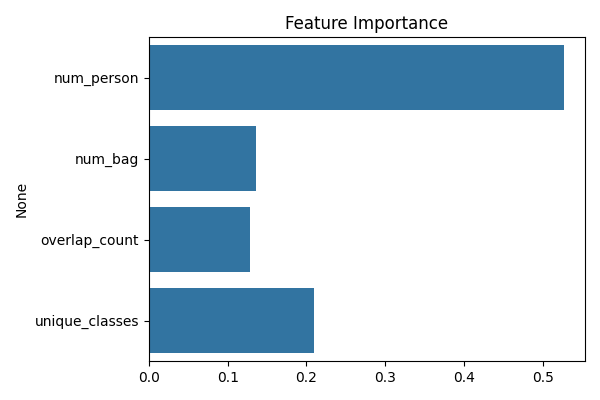 Feature Importance
None
num_person
num_bag
overlap_count
unique_classes
0.0 0.1 0.2 0.3 0.4 0.5